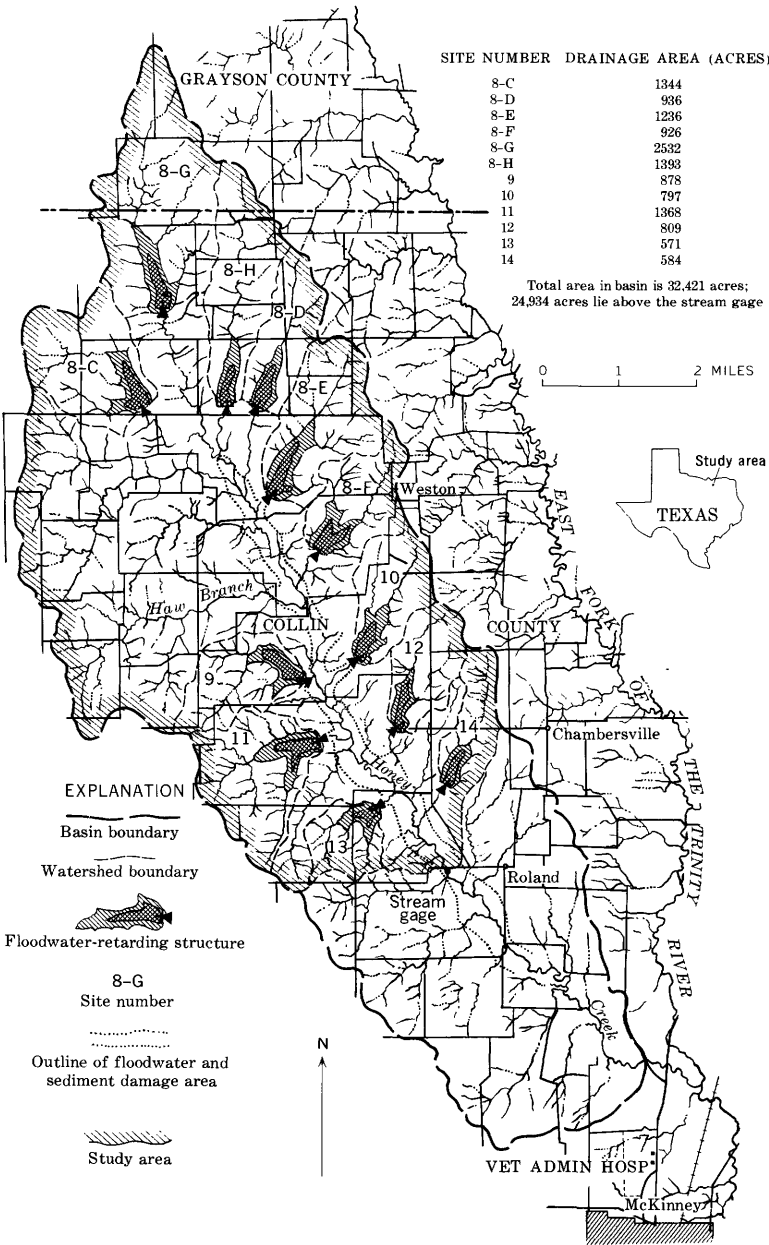 SITE NUMBER DRAINAGE AREA (ACRES)
8-C 1344
8-D 936
8-E 1236
8-F 926
8-G 2532
8-H 1393
9 878
10 797
11 1368
12 809
13 571
14 584
Total area in basin is 32,421 acres;
24,934 acres lie above the stream gage
GRAYSON COUNTY
8-G
8-H
8-D
8-C
8-E
0 1 2 MILES
8-F
Weston
Study area
TEXAS
EAST
FORK
OF
THE
TRINITY
RIVER
10
Haw Branch
COLLIN
COUNTY
9
12
11
14
Chambersville
Honey
13
Roland
Stream
gage
Creek
EXPLANATION
Basin boundary
Watershed boundary
Floodwater-retarding structure
8-G
Site number
Outline of floodwater and
sediment damage area
Study area
N
VET ADMIN HOSP
McKinney